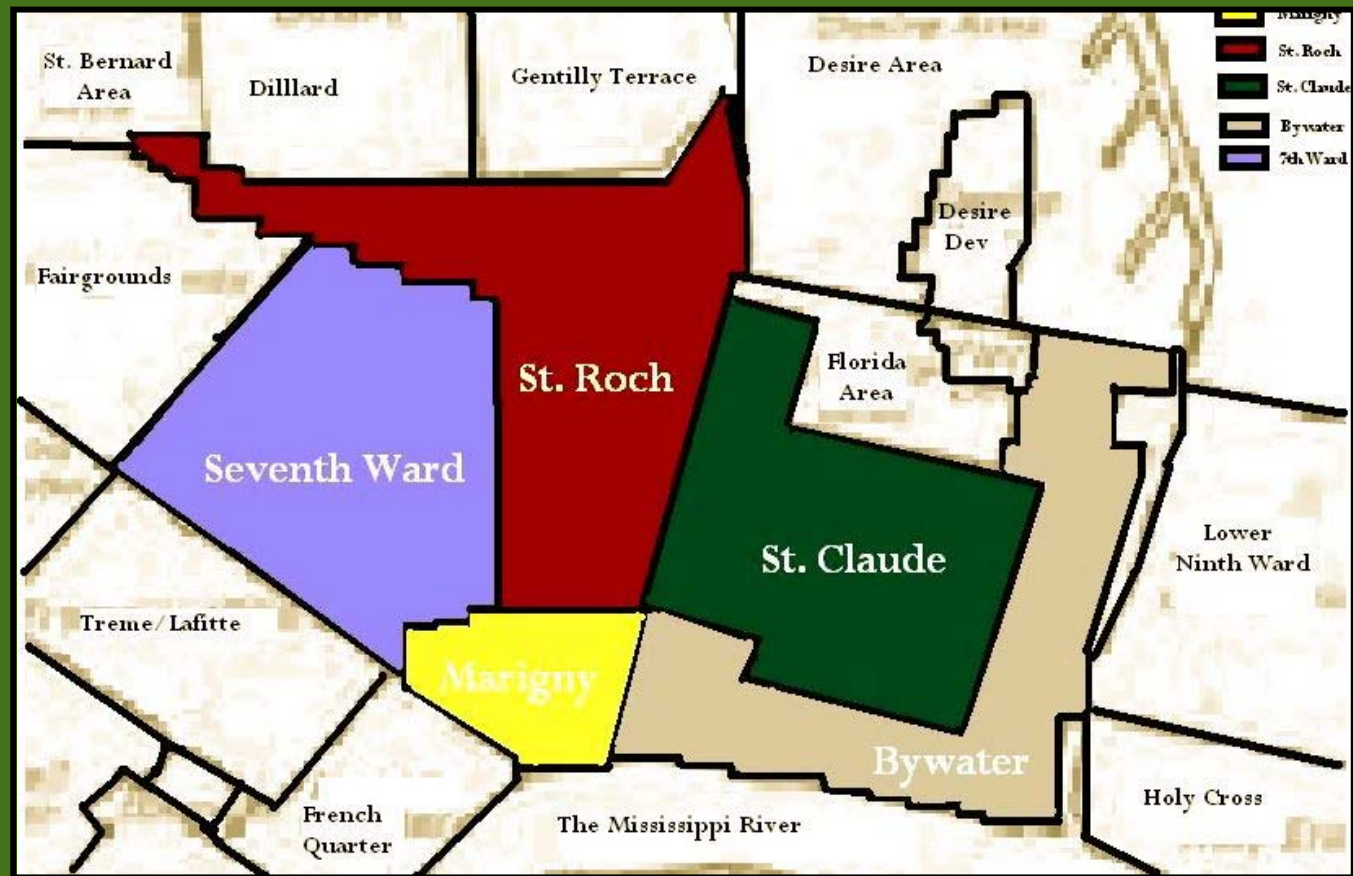 Marigny
St. Roch
St. Claude
Bywater
7th Ward
St. Bernard
Area
Dilllard
Gentilly Terrace
Desire Area
Desire
Dev
Fairgrounds
St. Roch
Florida
Area
Seventh Ward
St. Claude
Lower
Ninth Ward
Treme/Lafitte
Marigny
Bywater
French
Quarter
The Mississippi River
Holy Cross